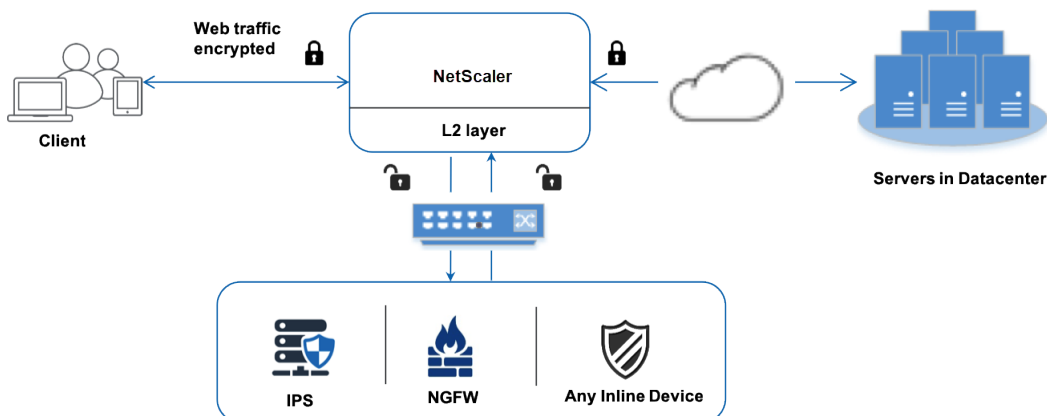 Web traffic
encrypted
NetScaler
L2 layer
Client
Servers in Datacenter
IPS
NGFW
Any Inline Device